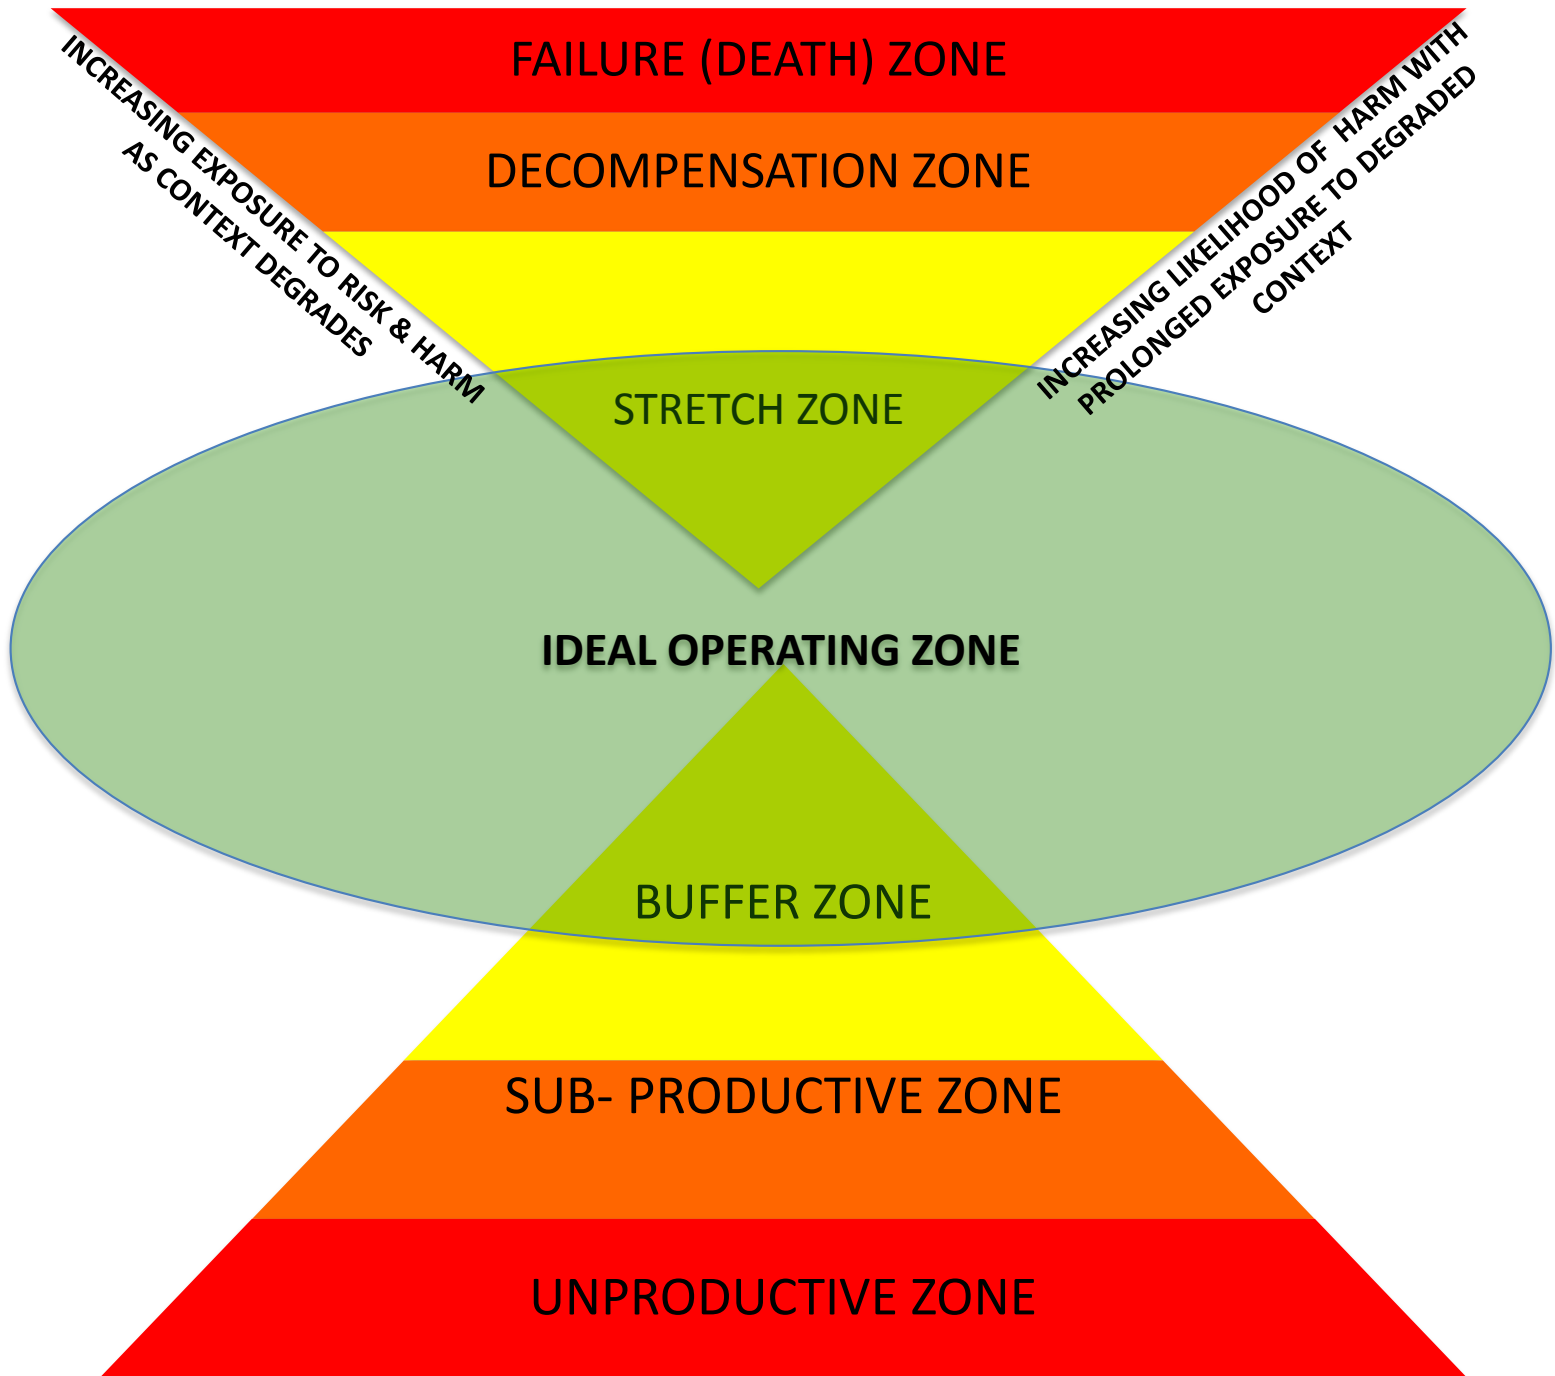 FAILURE (DEATH) ZONE
DECOMPENSATION ZONE
INCREASING EXPOSURE TO RISK & HARM
AS CONTEXT DEGRADES
INCREASING LIKELIHOOD OF  HARM WITH
PROLONGED EXPOSURE TO DEGRADED
CONTEXT
STRETCH ZONE
IDEAL OPERATING ZONE
BUFFER ZONE
SUB- PRODUCTIVE ZONE
UNPRODUCTIVE ZONE